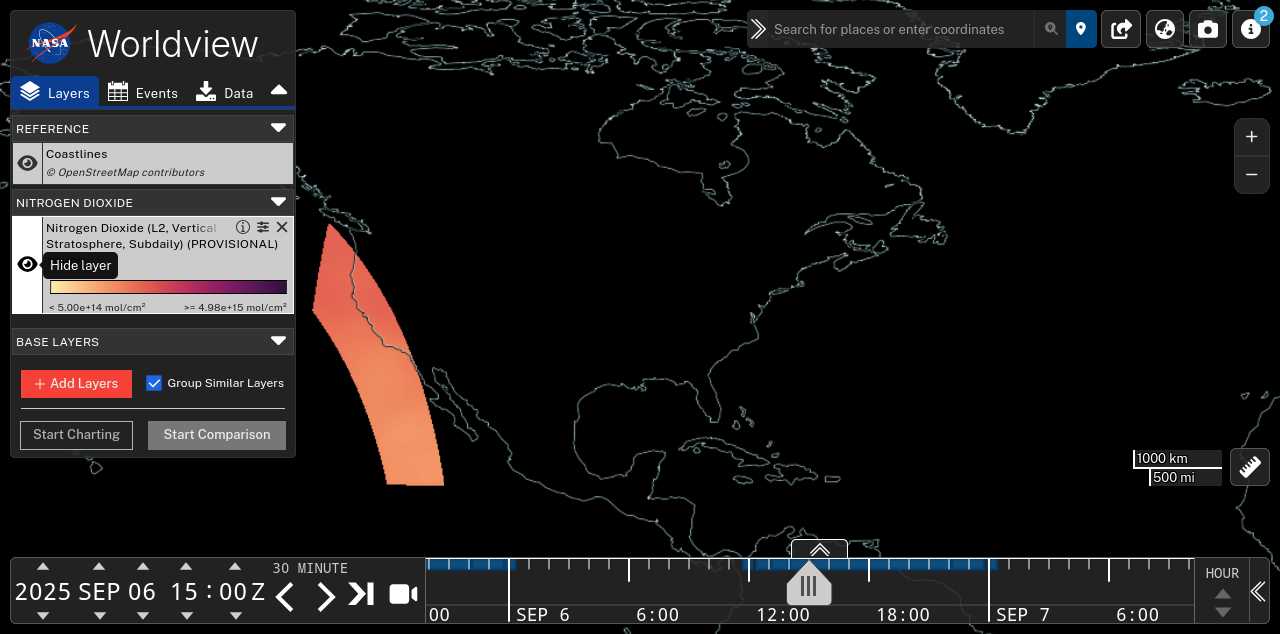 NASA
Worldview
Layers
Events
Data
REFERENCE
Coastlines
© OpenStreetMap contributors
NITROGEN DIOXIDE
Nitrogen Dioxide (L2, Vertical
Stratosphere, Subdaily) (PROVISIONAL)
Hide layer
< 5.00e+14 mol/cm²
>= 4.98e+15 mol/cm²
BASE LAYERS
+ Add Layers
Group Similar Layers
Start Charting
Start Comparison
Search for places or enter coordinates
2
+
−
1000 km
500 mi
2025 SEP 06 15 : 00 Z
30 MINUTE
00
SEP 6
6:00
12:00
18:00
SEP 7
6:00
HOUR